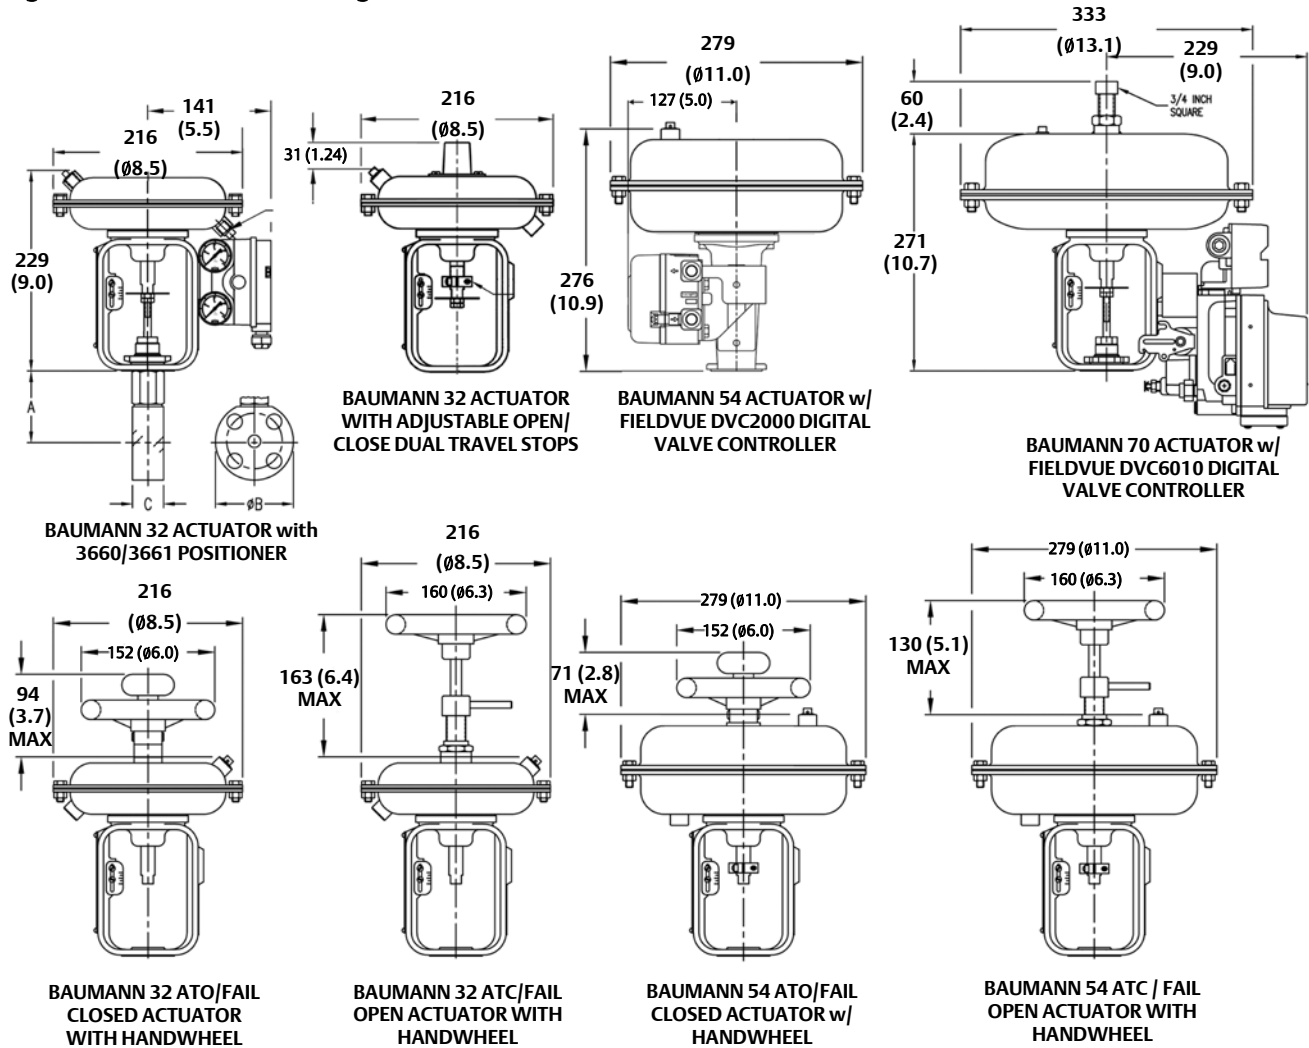 141
(5.5)
216
(Ø8.5)
229
(9.0)
A
C
ØB
BAUMANN 32 ACTUATOR with
3660/3661 POSITIONER
216
(Ø8.5)
31 (1.24)
BAUMANN 32 ACTUATOR
WITH ADJUSTABLE OPEN/
CLOSE DUAL TRAVEL STOPS
279
(Ø11.0)
127 (5.0)
276
(10.9)
BAUMANN 54 ACTUATOR w/
FIELDVUE DVC2000 DIGITAL
VALVE CONTROLLER
333
(Ø13.1)
229
(9.0)
60
(2.4)
3/4 INCH
SQUARE
271
(10.7)
BAUMANN 70 ACTUATOR w/
FIELDVUE DVC6010 DIGITAL
VALVE CONTROLLER
216
(Ø8.5)
152 (Ø6.0)
94
(3.7)
MAX
BAUMANN 32 ATO/FAIL
CLOSED ACTUATOR
WITH HANDWHEEL
216
(Ø8.5)
160 (Ø6.3)
163 (6.4)
MAX
BAUMANN 32 ATC/FAIL
OPEN ACTUATOR WITH
HANDWHEEL
279 (Ø11.0)
152 (Ø6.0)
71 (2.8)
MAX
BAUMANN 54 ATO/FAIL
CLOSED ACTUATOR w/
HANDWHEEL
279 (Ø11.0)
160 (Ø6.3)
130 (5.1)
MAX
BAUMANN 54 ATC / FAIL
OPEN ACTUATOR WITH
HANDWHEEL